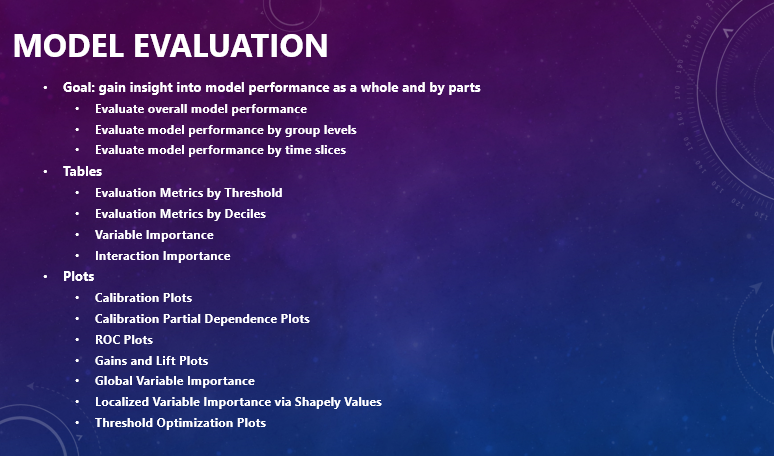 MODEL EVALUATION
• Goal: gain insight into model performance as a whole and by parts
• Evaluate overall model performance
• Evaluate model performance by group levels
• Evaluate model performance by time slices
• Tables
• Evaluation Metrics by Threshold
• Evaluation Metrics by Deciles
• Variable Importance
• Interaction Importance
• Plots
• Calibration Plots
• Calibration Partial Dependence Plots
• ROC Plots
• Gains and Lift Plots
• Global Variable Importance
• Localized Variable Importance via Shapely Values
• Threshold Optimization Plots